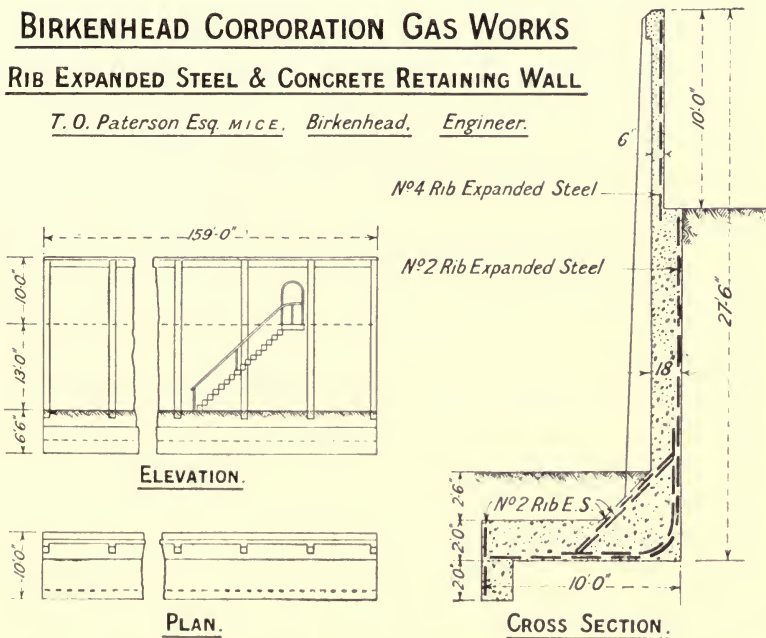 BIRKENHEAD CORPORATION GAS WORKS
RIB EXPANDED STEEL & CONCRETE RETAINING WALL
T. O. Paterson Esq. MICE, Birkenhead, Engineer.
159'-0"
10'-0"
13'-0"
6'6"
ELEVATION.
10'-0"
PLAN.
6"
10'-0"
Nº4 Rib Expanded Steel
Nº2 Rib Expanded Steel
27'6"
18"
2'6"
2'0"
2'0"
Nº2 Rib E.S.
10'-0"
CROSS SECTION.